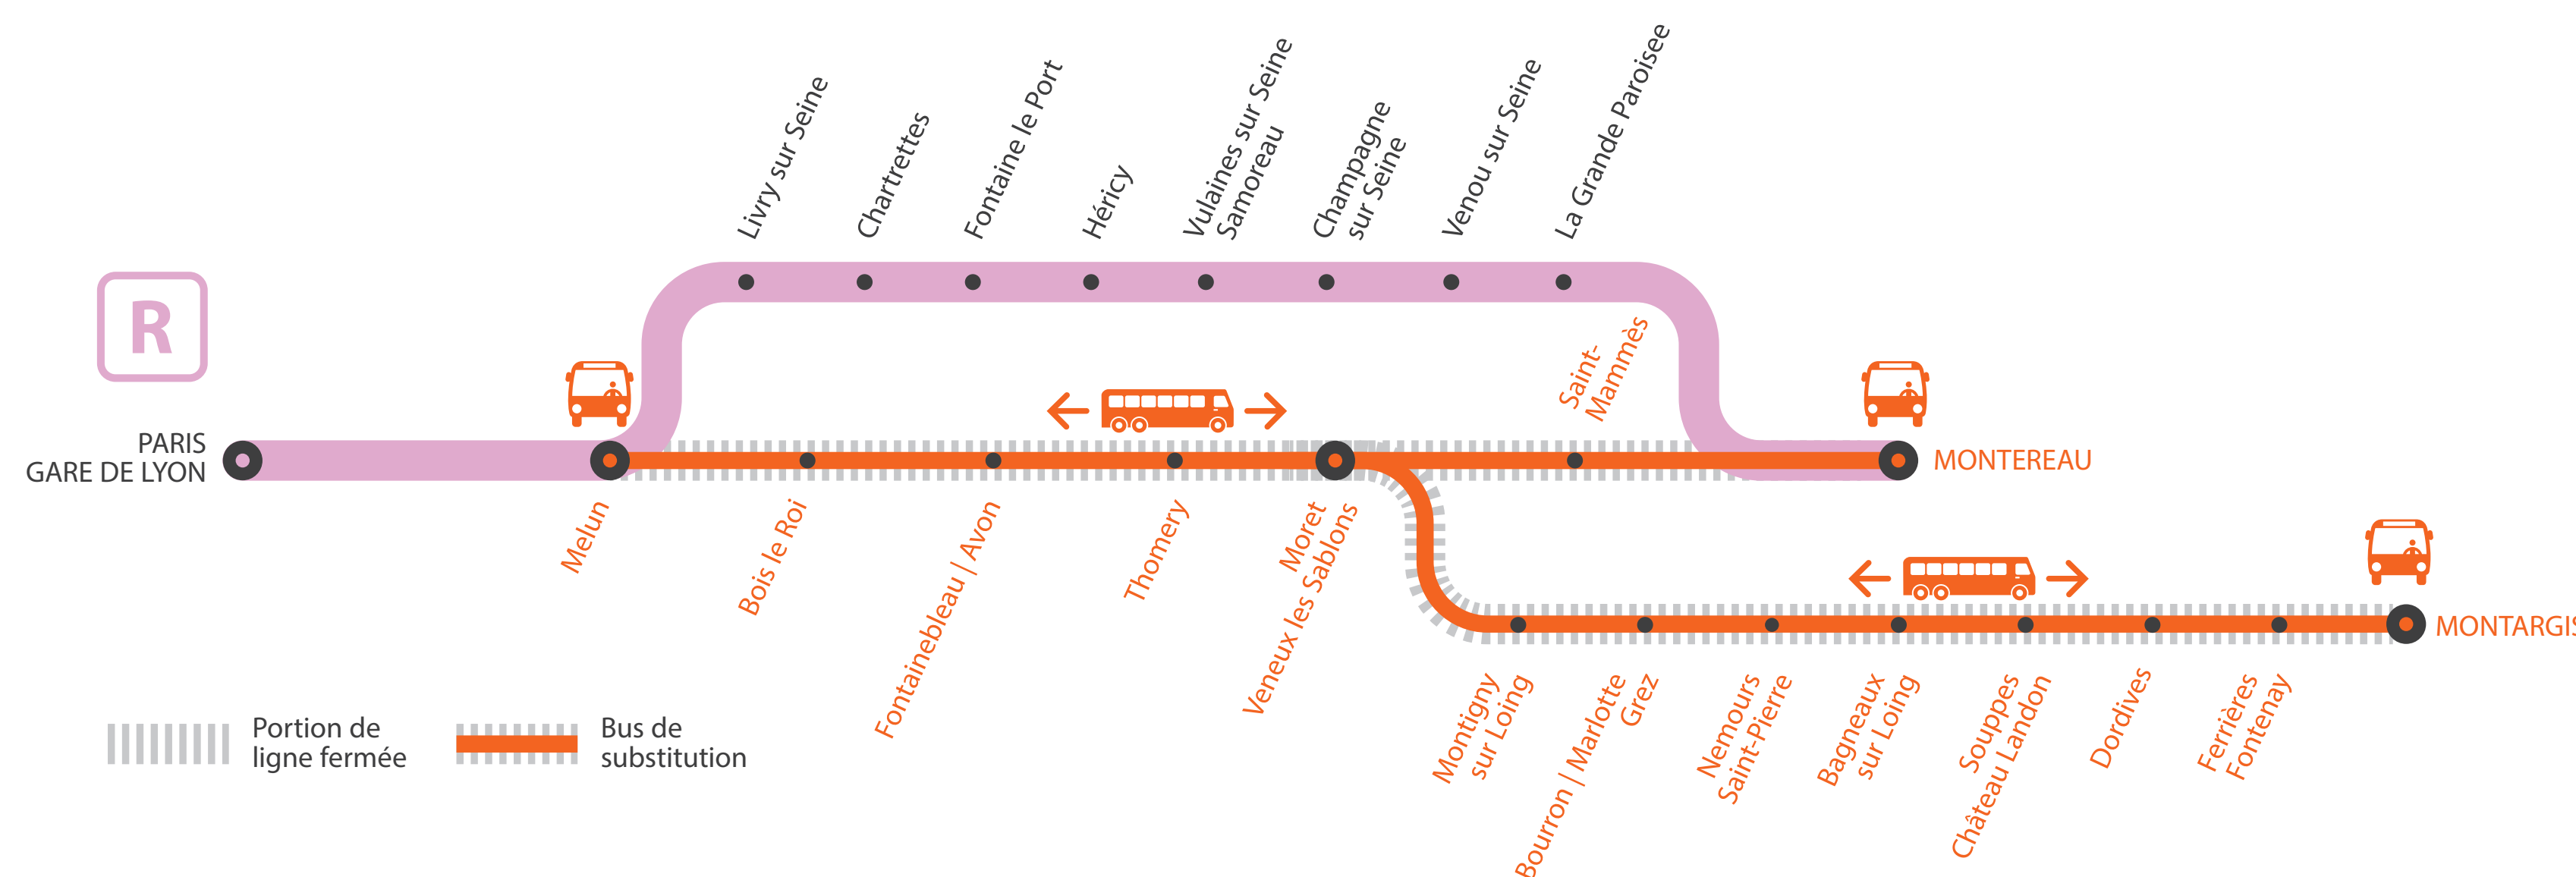 R
PARIS
GARE DE LYON
Livry sur Seine
Chartrettes
Fontaine le Port
Héricy
Vulaines sur Seine
Samoreau
Champagne
sur Seine
Venou sur Seine
La Grande Paroisee
Saint-
Mammès
MONTEREAU
Melun
Bois le Roi
Fontainebleau | Avon
Thomery
Moret
Veneux les Sablons
MONTARGIS
Montigny
sur Loing
Bourron | Marlotte
Grez
Nemours
Saint-Pierre
Bagneaux
sur Loing
Souppes
Château Landon
Dordives
Ferrières
Fontenay
Portion de
ligne fermée
Bus de
substitution